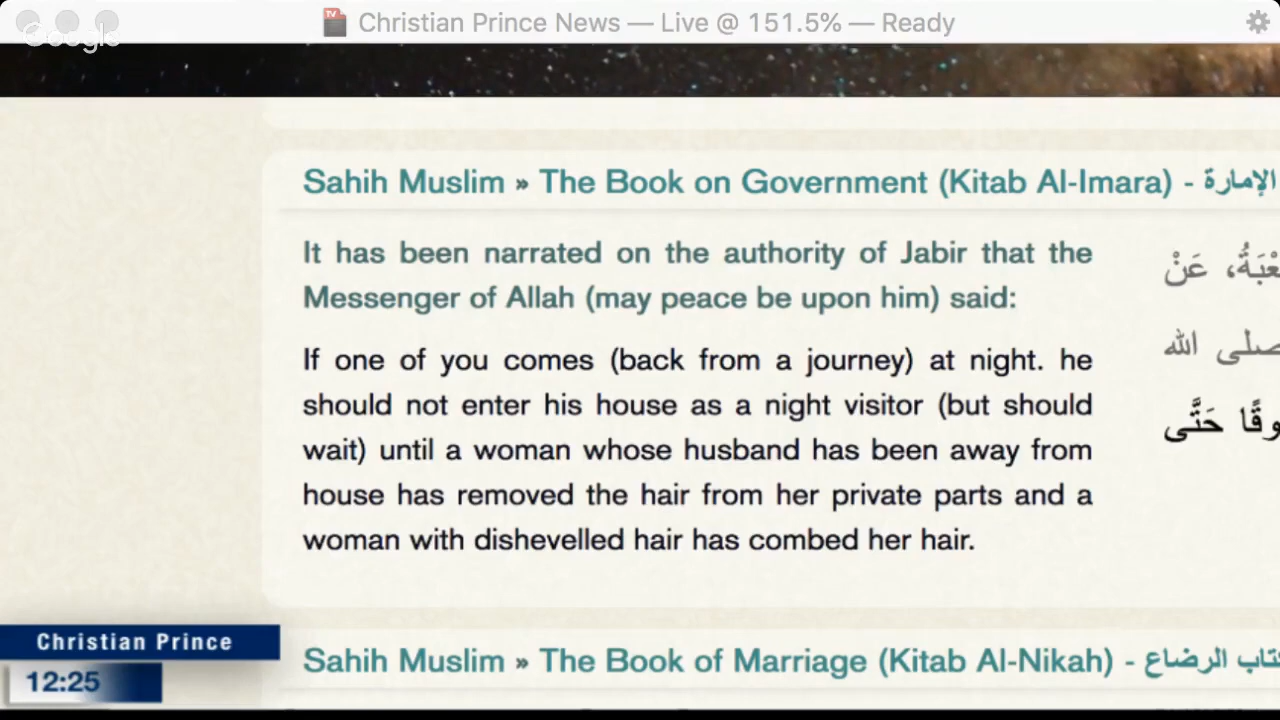 Christian Prince News — Live @ 151.5% — Ready
Google
Sahih Muslim » The Book on Government (Kitab Al-Imara) - الإمارة
It has been narrated on the authority of Jabir that the
Messenger of Allah (may peace be upon him) said:
عَنْ
صلى الله
حَتَّى
If one of you comes (back from a journey) at night. he
should not enter his house as a night visitor (but should
wait) until a woman whose husband has been away from
house has removed the hair from her private parts and a
woman with dishevelled hair has combed her hair.
Christian Prince
12:25
Sahih Muslim » The Book of Marriage (Kitab Al-Nikah) - كتاب الرضاع